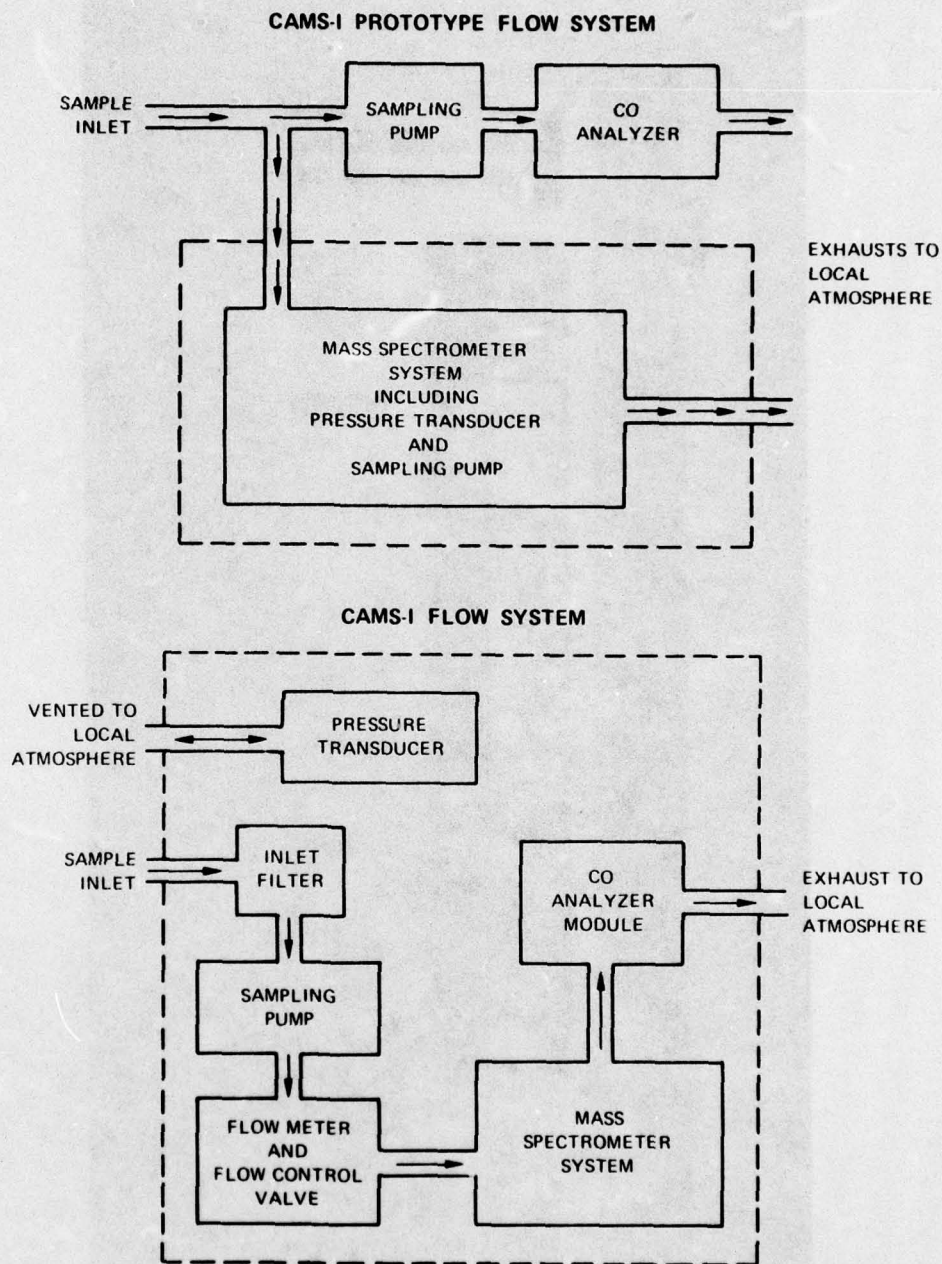 CAMS-I PROTOTYPE FLOW SYSTEM
SAMPLE
INLET
SAMPLING
PUMP
CO
ANALYZER
EXHAUSTS TO
LOCAL
ATMOSPHERE
MASS SPECTROMETER
SYSTEM
INCLUDING
PRESSURE TRANSDUCER
AND
SAMPLING PUMP
CAMS-I FLOW SYSTEM
VENTED TO
LOCAL
ATMOSPHERE
PRESSURE
TRANSDUCER
SAMPLE
INLET
INLET
FILTER
CO
ANALYZER
MODULE
EXHAUST TO
LOCAL
ATMOSPHERE
SAMPLING
PUMP
FLOW METER
AND
FLOW CONTROL
VALVE
MASS
SPECTROMETER
SYSTEM